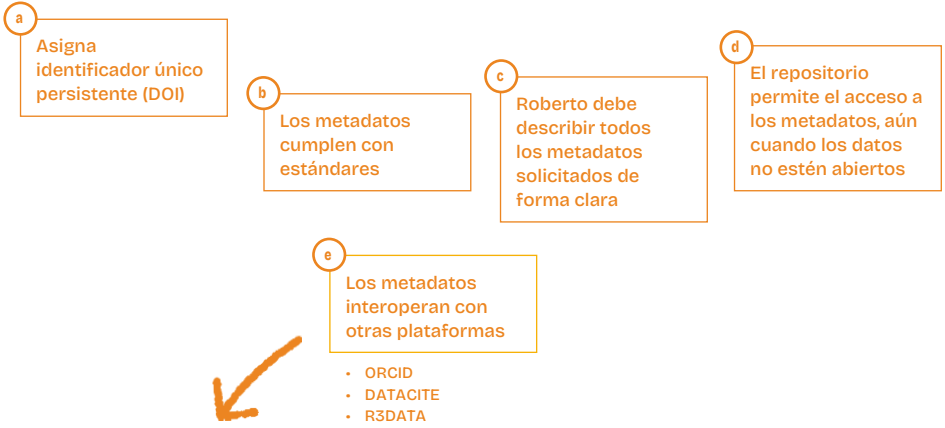 a
Asigna
identificador único
persistente (DOI)
b
Los metadatos
cumplen con
estándares
c
Roberto debe
describir todos
los metadatos
solicitados de
forma clara
d
El repositorio
permite el acceso a
los metadatos, aún
cuando los datos
no estén abiertos
e
Los metadatos
interoperan con
otras plataformas
• ORCID
• DATACITE
• R3DATA